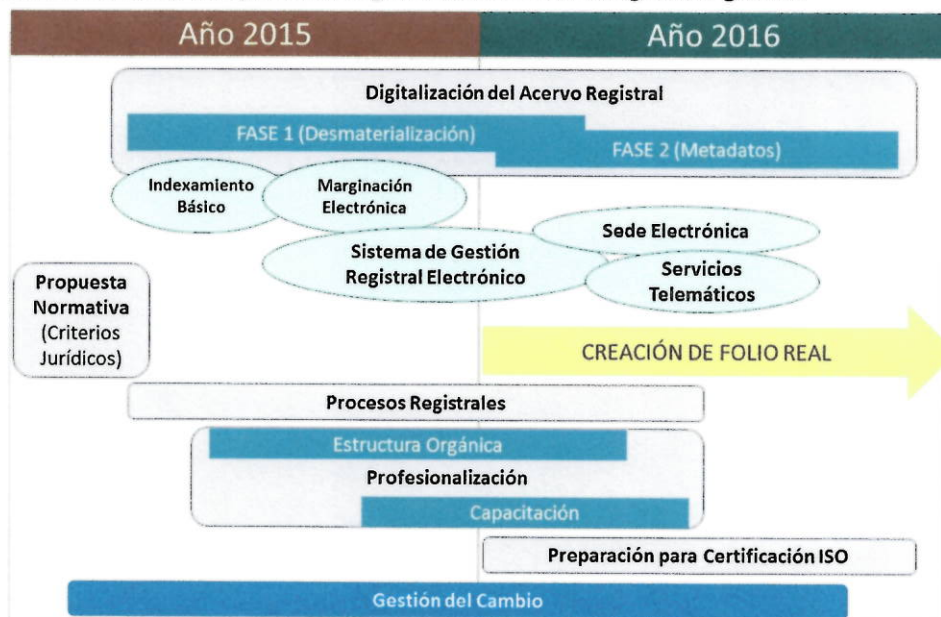 Año 2015
Año 2016
Digitalización del Acervo Registral
FASE 1 (Desmaterialización)
FASE 2 (Metadatos)
Indexamiento
Básico
Marginación
Electrónica
Sistema de Gestión
Registral Electrónico
Sede Electrónica
Servicios
Telemáticos
Propuesta
Normativa
(Criterios
Jurídicos)
CREACIÓN DE FOLIO REAL
Procesos Registrales
Estructura Orgánica
Profesionalización
Capacitación
Preparación para Certificación ISO
Gestión del Cambio